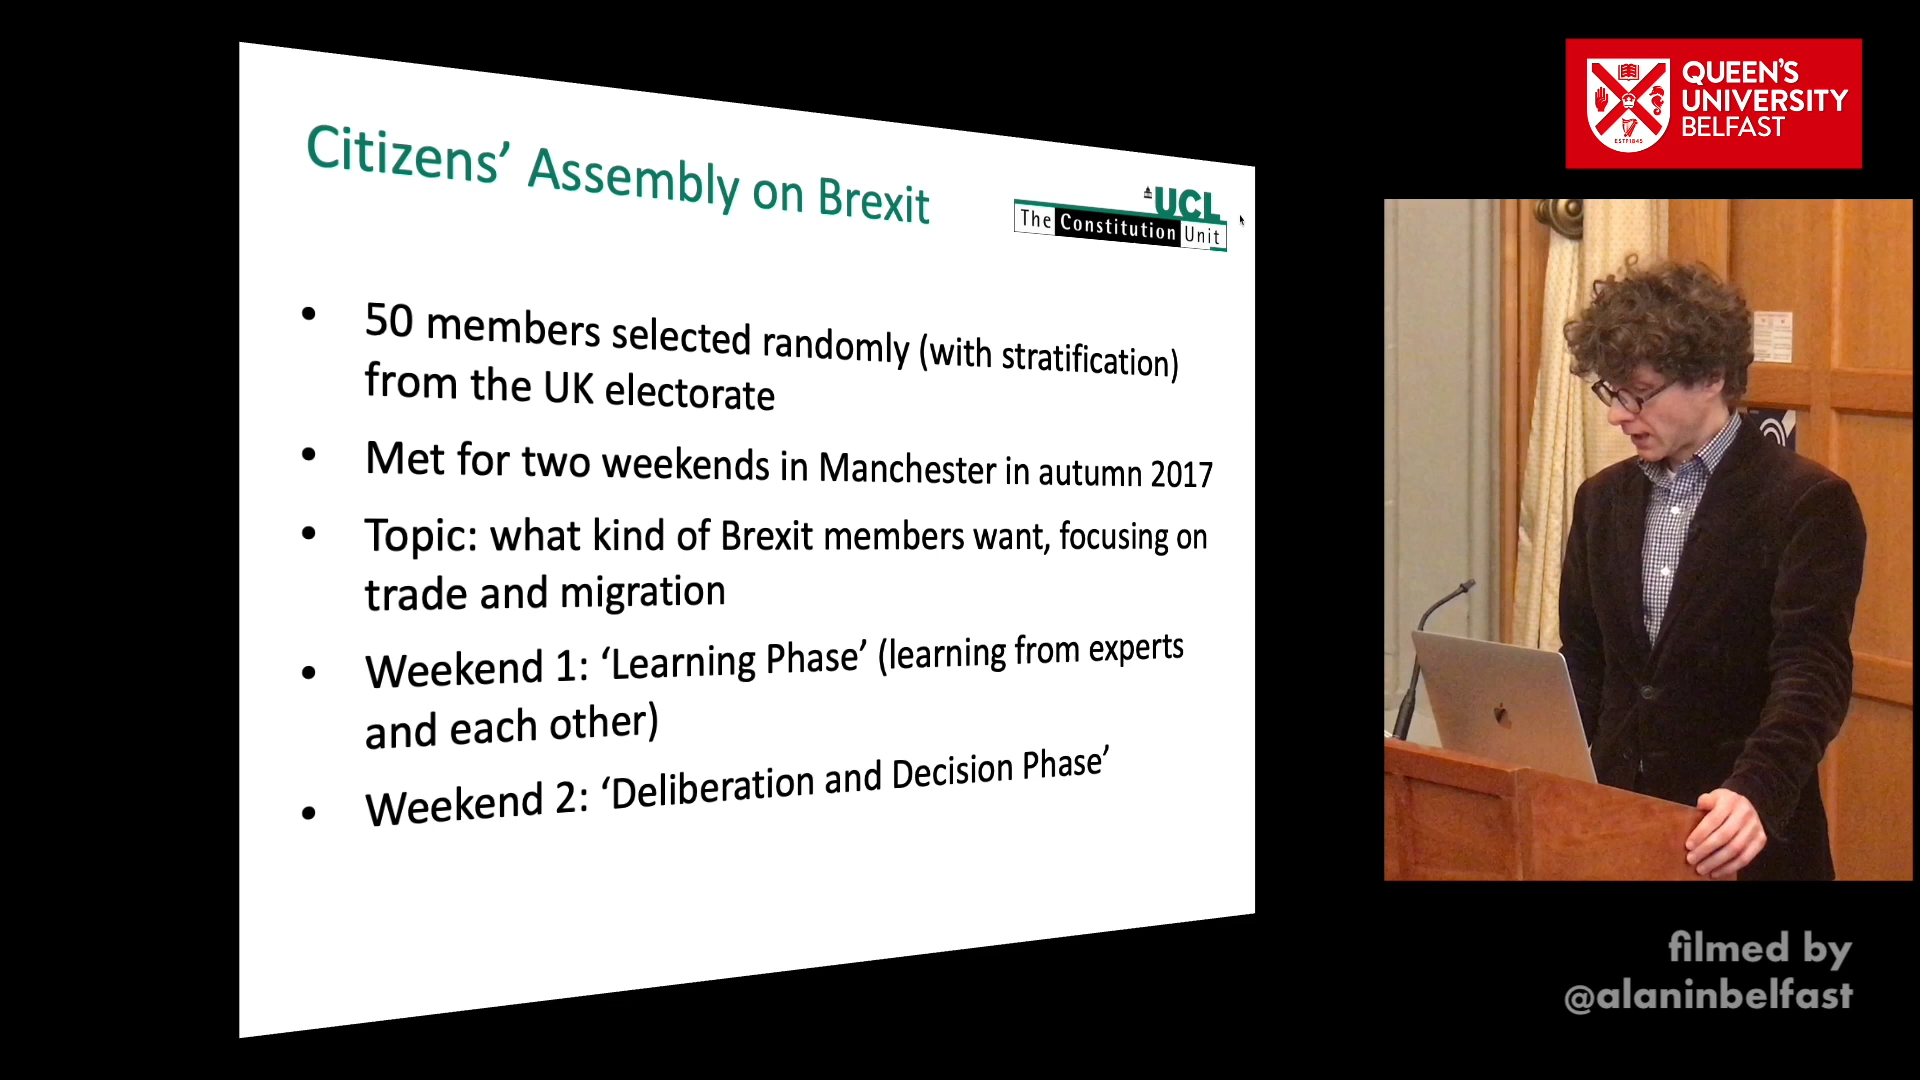 Citizens’ Assembly on Brexit
UCL
The Constitution Unit
• 50 members selected randomly (with stratification)
from the UK electorate
• Met for two weekends in Manchester in autumn 2017
• Topic: what kind of Brexit members want, focusing on
trade and migration
• Weekend 1: ‘Learning Phase’ (learning from experts
and each other)
• Weekend 2: ‘Deliberation and Decision Phase’
QUEEN’S
UNIVERSITY
BELFAST
ESTD1845
filmed by
@alaninbelfast